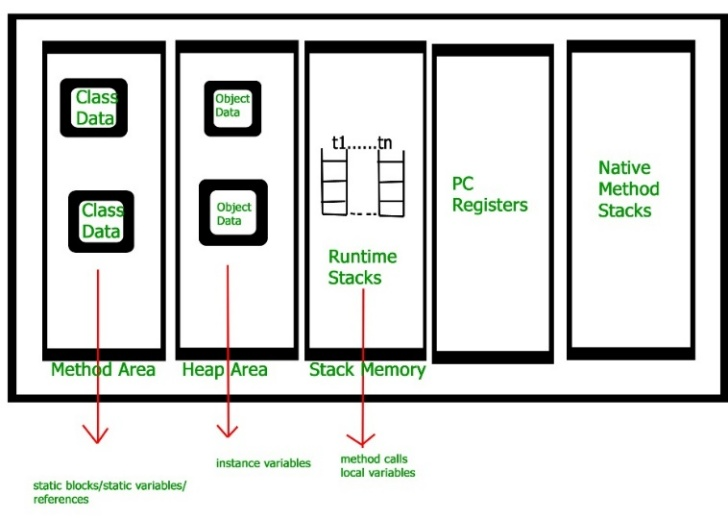 Class
Data
Class
Data
Method Area
static blocks/static variables/
references
Object
Data
Object
Data
Heap Area
instance variables
t1......tn
Runtime
Stacks
Stack Memory
method calls
local variables
PC
Registers
Native
Method
Stacks